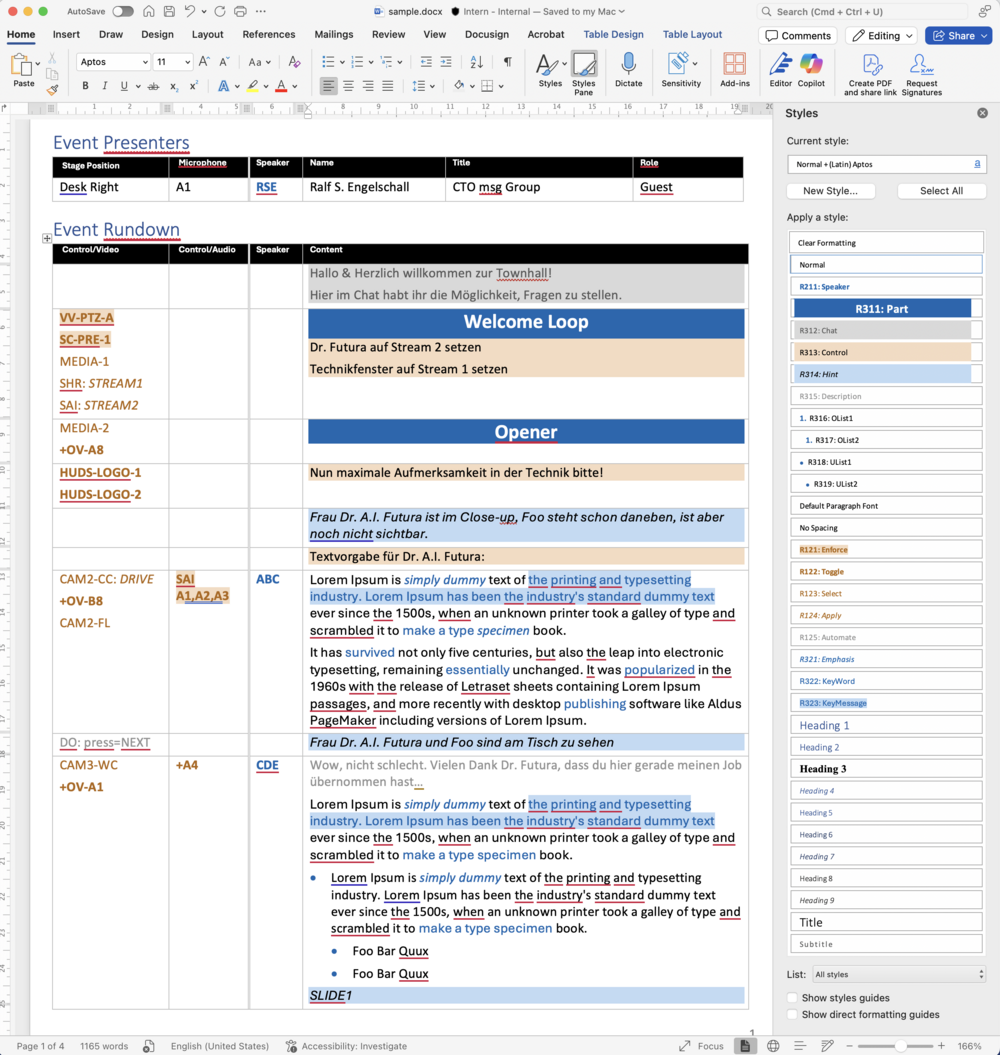 AutoSave
sample.docx
Intern - Internal — Saved to my Mac
Search (Cmd + Ctrl + U)
Home Insert Draw Design Layout References Mailings Review View Docusign Acrobat Table Design Table Layout
Comments Editing Share
Paste
Aptos 11
Styles
Styles Pane
Dictate
Sensitivity
Add-ins
Editor
Copilot
Create PDF and share link
Request Signatures
Event Presenters
Stage Position Microphone Speaker Name Title Role
Desk Right A1 RSE Ralf S. Engelschall CTO msg Group Guest
Event Rundown
Control/Video Control/Audio Speaker Content
Hallo & Herzlich willkommen zur Townhall!
Hier im Chat habt ihr die Möglichkeit, Fragen zu stellen.
VV-PTZ-A
SC-PRE-1
MEDIA-1
SHR: STREAM1
SAI: STREAM2
Welcome Loop
Dr. Futura auf Stream 2 setzen
Technikfenster auf Stream 1 setzen
MEDIA-2
+OV-A8
Opener
HUDS-LOGO-1
HUDS-LOGO-2
Nun maximale Aufmerksamkeit in der Technik bitte!
Frau Dr. A.I. Futura ist im Close-up, Foo steht schon daneben, ist aber
noch nicht sichtbar.
Textvorgabe für Dr. A.I. Futura:
CAM2-CC: DRIVE
+OV-B8
CAM2-FL
SAI
A1,A2,A3
ABC
Lorem Ipsum is simply dummy text of the printing and typesetting
industry. Lorem Ipsum has been the industry's standard dummy text
ever since the 1500s, when an unknown printer took a galley of type and
scrambled it to make a type specimen book.
It has survived not only five centuries, but also the leap into electronic
typesetting, remaining essentially unchanged. It was popularized in the
1960s with the release of Letraset sheets containing Lorem Ipsum
passages, and more recently with desktop publishing software like Aldus
PageMaker including versions of Lorem Ipsum.
DO: press=NEXT
Frau Dr. A.I. Futura und Foo sind am Tisch zu sehen
CAM3-WC
+OV-A1
+A4
CDE
Wow, nicht schlecht. Vielen Dank Dr. Futura, dass du hier gerade meinen Job
übernommen hast…
Lorem Ipsum is simply dummy text of the printing and typesetting
industry. Lorem Ipsum has been the industry's standard dummy text
ever since the 1500s, when an unknown printer took a galley of type and
scrambled it to make a type specimen book.
• Lorem Ipsum is simply dummy text of the printing and typesetting
industry. Lorem Ipsum has been the industry's standard dummy text
ever since the 1500s, when an unknown printer took a galley of type and
scrambled it to make a type specimen book.
• Foo Bar Quux
• Foo Bar Quux
SLIDE1
1
Styles
Current style:
Normal + (Latin) Aptos
New Style... Select All
Apply a style:
Clear Formatting
Normal
R211: Speaker
R311: Part
R312: Chat
R313: Control
R314: Hint
R315: Description
1. R316: OList1
1. R317: OList2
• R318: UList1
• R319: UList2
Default Paragraph Font
No Spacing
R121: Enforce
R122: Toggle
R123: Select
R124: Apply
R125: Automate
R321: Emphasis
R322: KeyWord
R323: KeyMessage
Heading 1
Heading 2
Heading 3
Heading 4
Heading 5
Heading 6
Heading 7
Heading 8
Heading 9
Title
Subtitle
List: All styles
Show styles guides
Show direct formatting guides
Page 1 of 4 1165 words English (United States) Accessibility: Investigate Focus 166%